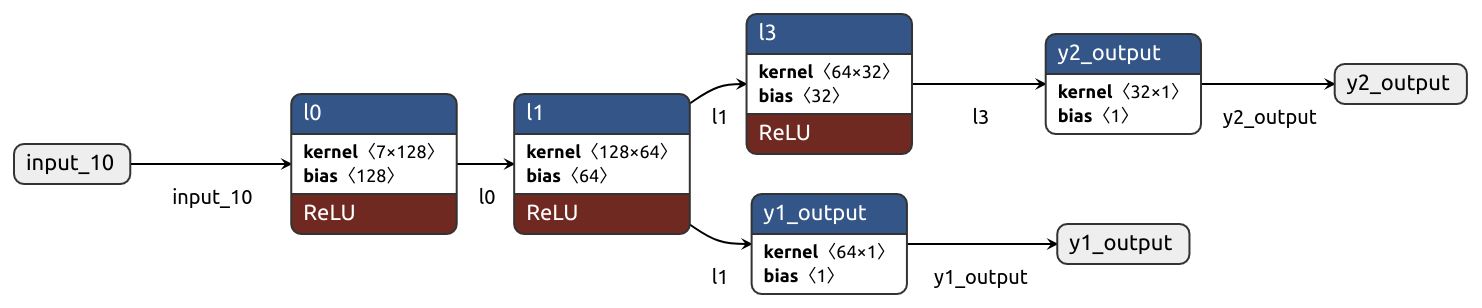 input_10
input_10
l0
kernel〈7×128〉
bias〈128〉
ReLU
l0
l1
kernel〈128×64〉
bias〈64〉
ReLU
l1
l3
kernel〈64×32〉
bias〈32〉
ReLU
l3
y2_output
kernel〈32×1〉
bias〈1〉
y2_output
y2_output
l1
y1_output
kernel〈64×1〉
bias〈1〉
y1_output
y1_output